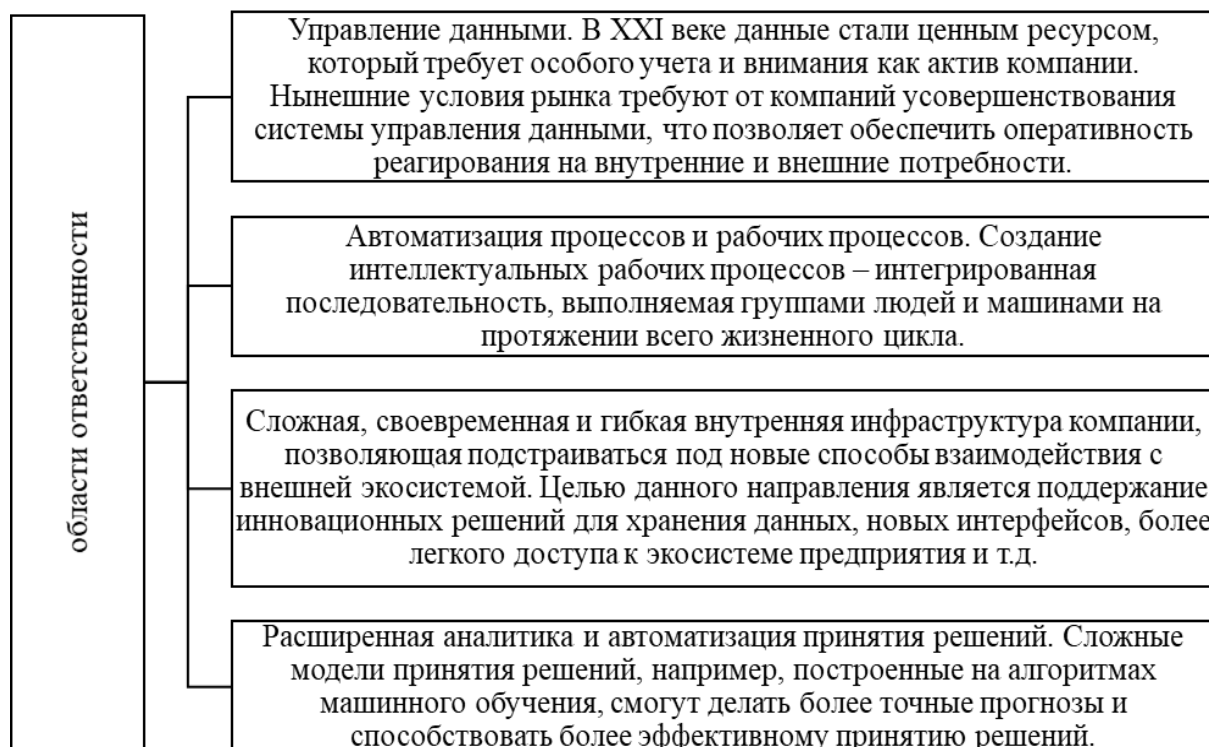 области ответственности
Управление данными. В XXI веке данные стали ценным ресурсом,
который требует особого учета и внимания как актив компании.
Нынешние условия рынка требуют от компаний усовершенствования
системы управления данными, что позволяет обеспечить оперативность
реагирования на внутренние и внешние потребности.
Автоматизация процессов и рабочих процессов. Создание
интеллектуальных рабочих процессов – интегрированная
последовательность, выполняемая группами людей и машинами на
протяжении всего жизненного цикла.
Сложная, своевременная и гибкая внутренняя инфраструктура компании,
позволяющая подстраиваться под новые способы взаимодействия с
внешней экосистемой. Целью данного направления является поддержание
инновационных решений для хранения данных, новых интерфейсов, более
легкого доступа к экосистеме предприятия и т.д.
Расширенная аналитика и автоматизация принятия решений. Сложные
модели принятия решений, например, построенные на алгоритмах
машинного обучения, смогут делать более точные прогнозы и
способствовать более эффективному принятию решений.